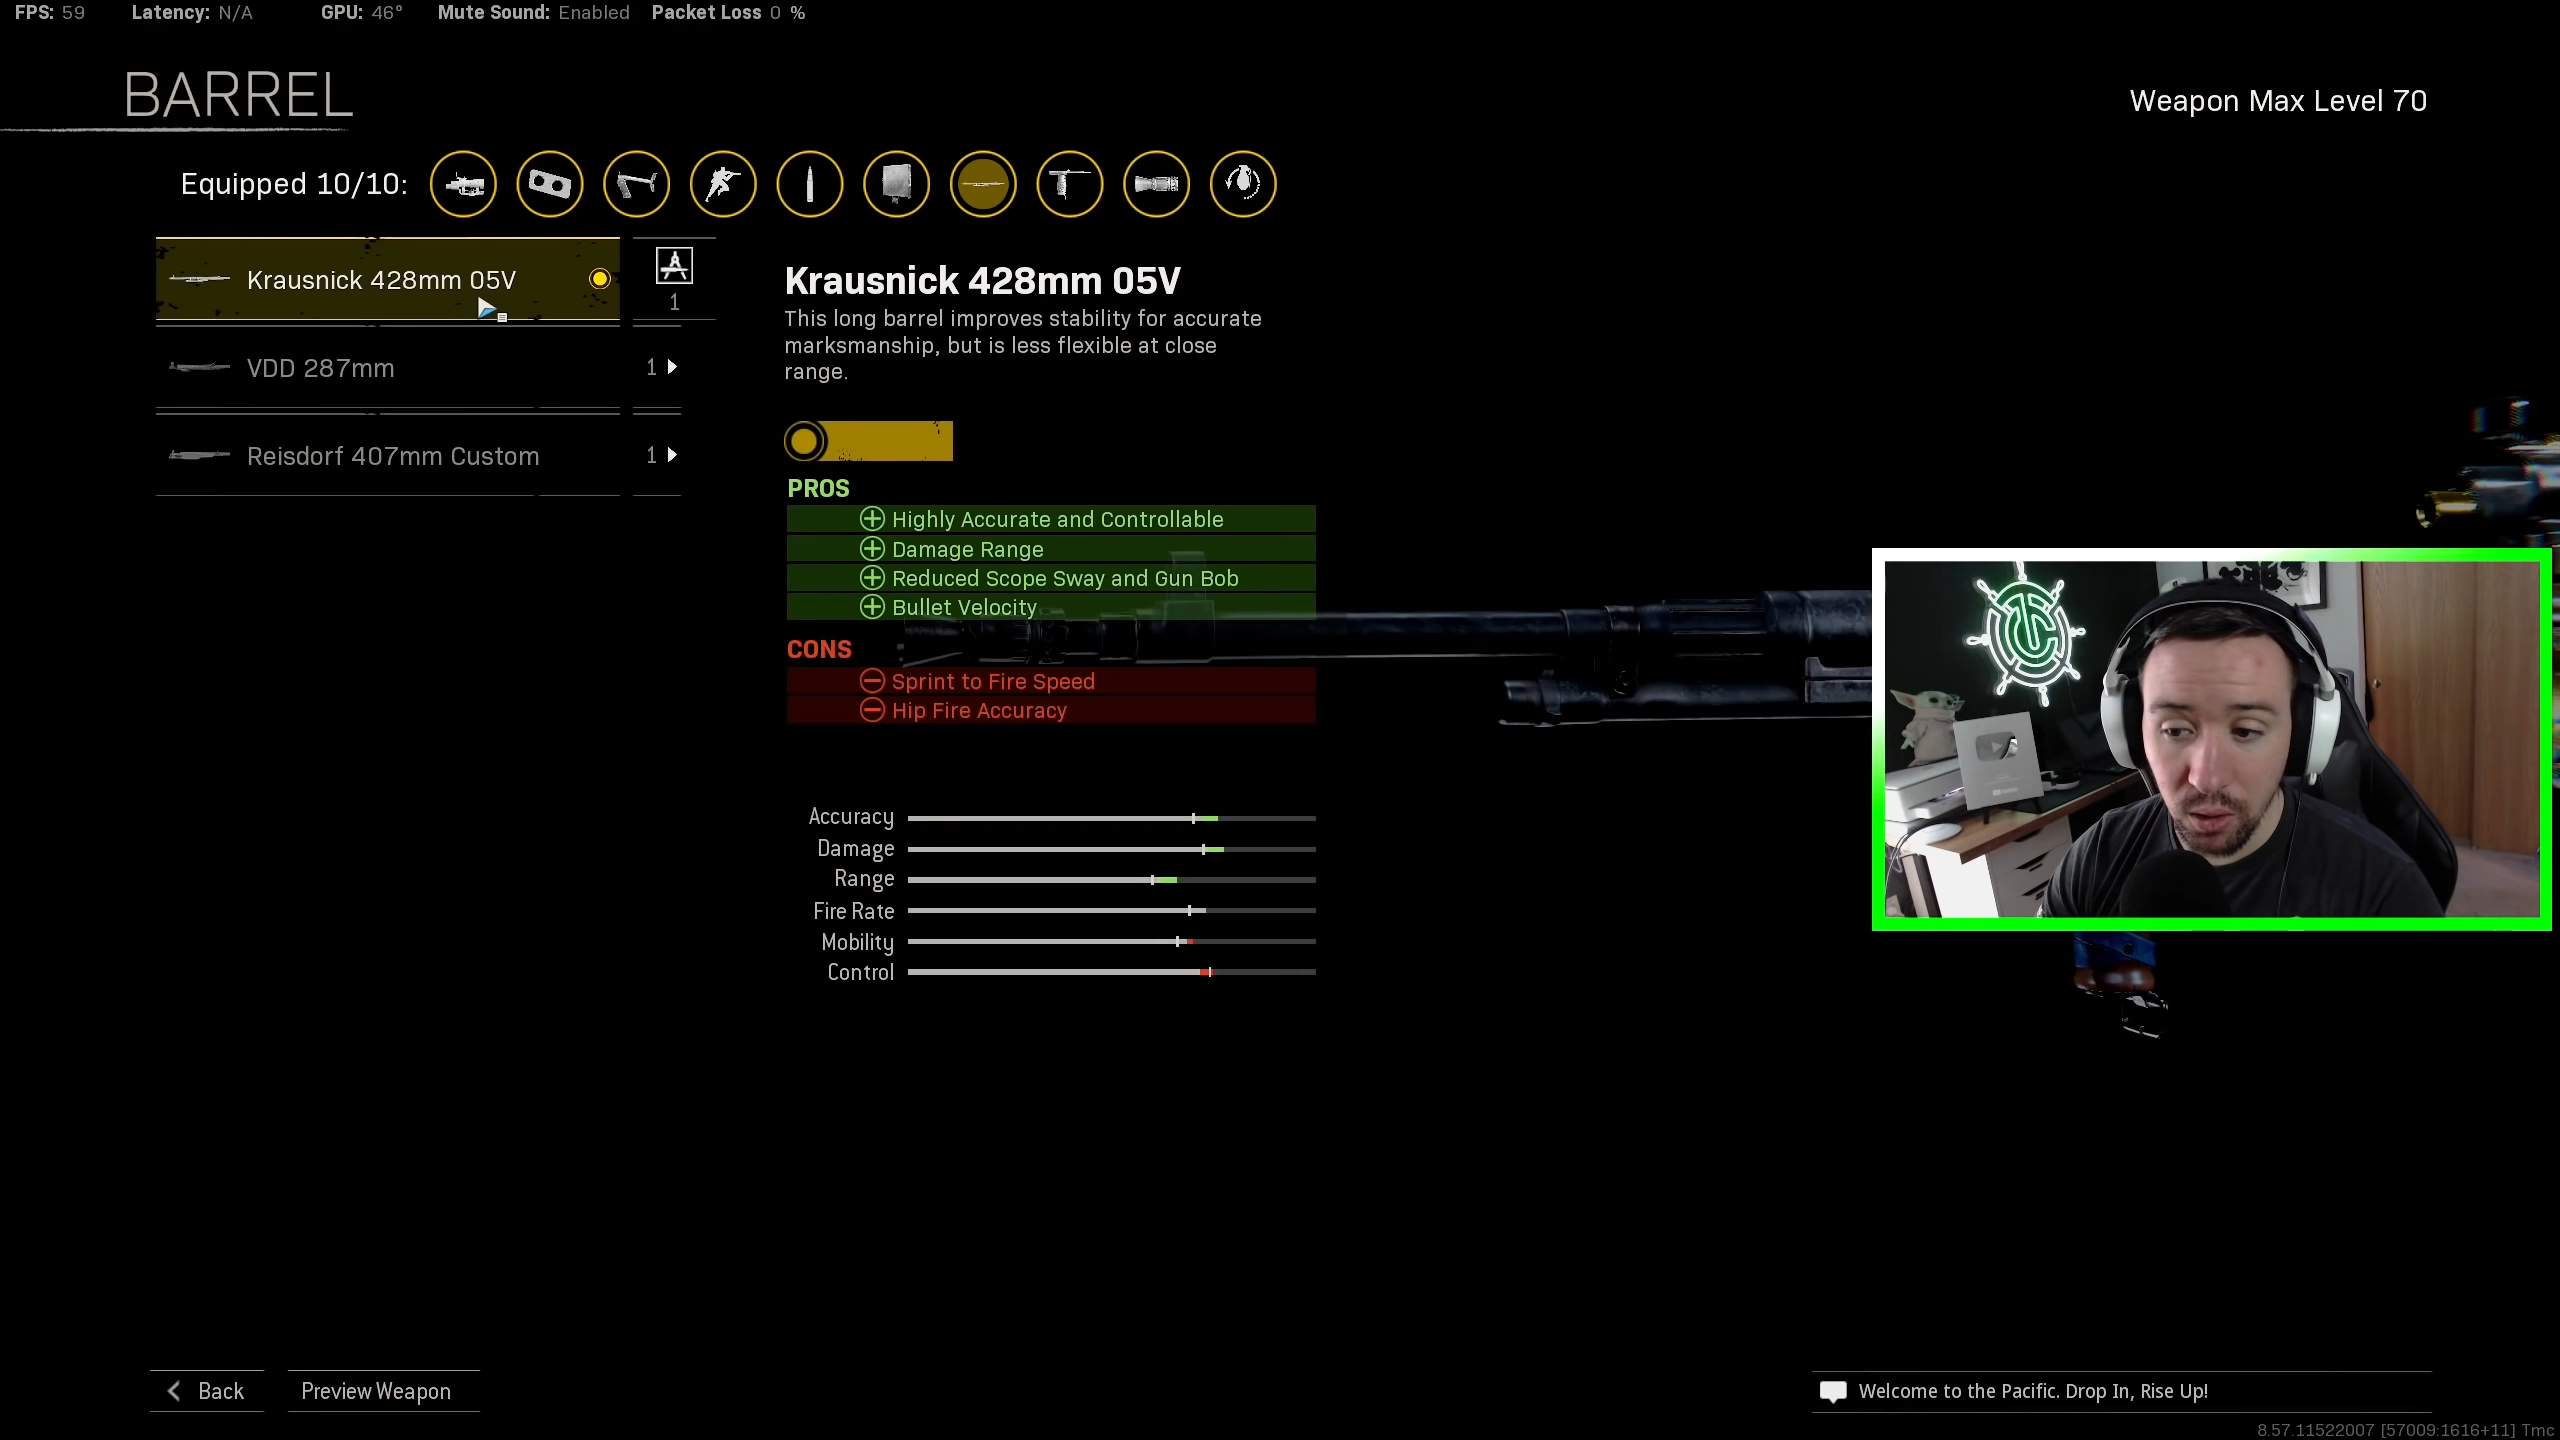 FPS: 59 Latency: N/A GPU: 46° Mute Sound: Enabled Packet Loss 0 %
BARREL
Weapon Max Level 70
Equipped 10/10:
Krausnick 428mm 05V
1
VDD 287mm 1
Reisdorf 407mm Custom 1
Krausnick 428mm 05V
This long barrel improves stability for accurate
marksmanship, but is less flexible at close
range.
PROS
Highly Accurate and Controllable
Damage Range
Reduced Scope Sway and Gun Bob
Bullet Velocity
CONS
Sprint to Fire Speed
Hip Fire Accuracy
Accuracy
Damage
Range
Fire Rate
Mobility
Control
Back Preview Weapon
Welcome to the Pacific. Drop In, Rise Up!
8.57.11522007 [57009:1616+11] Tmc